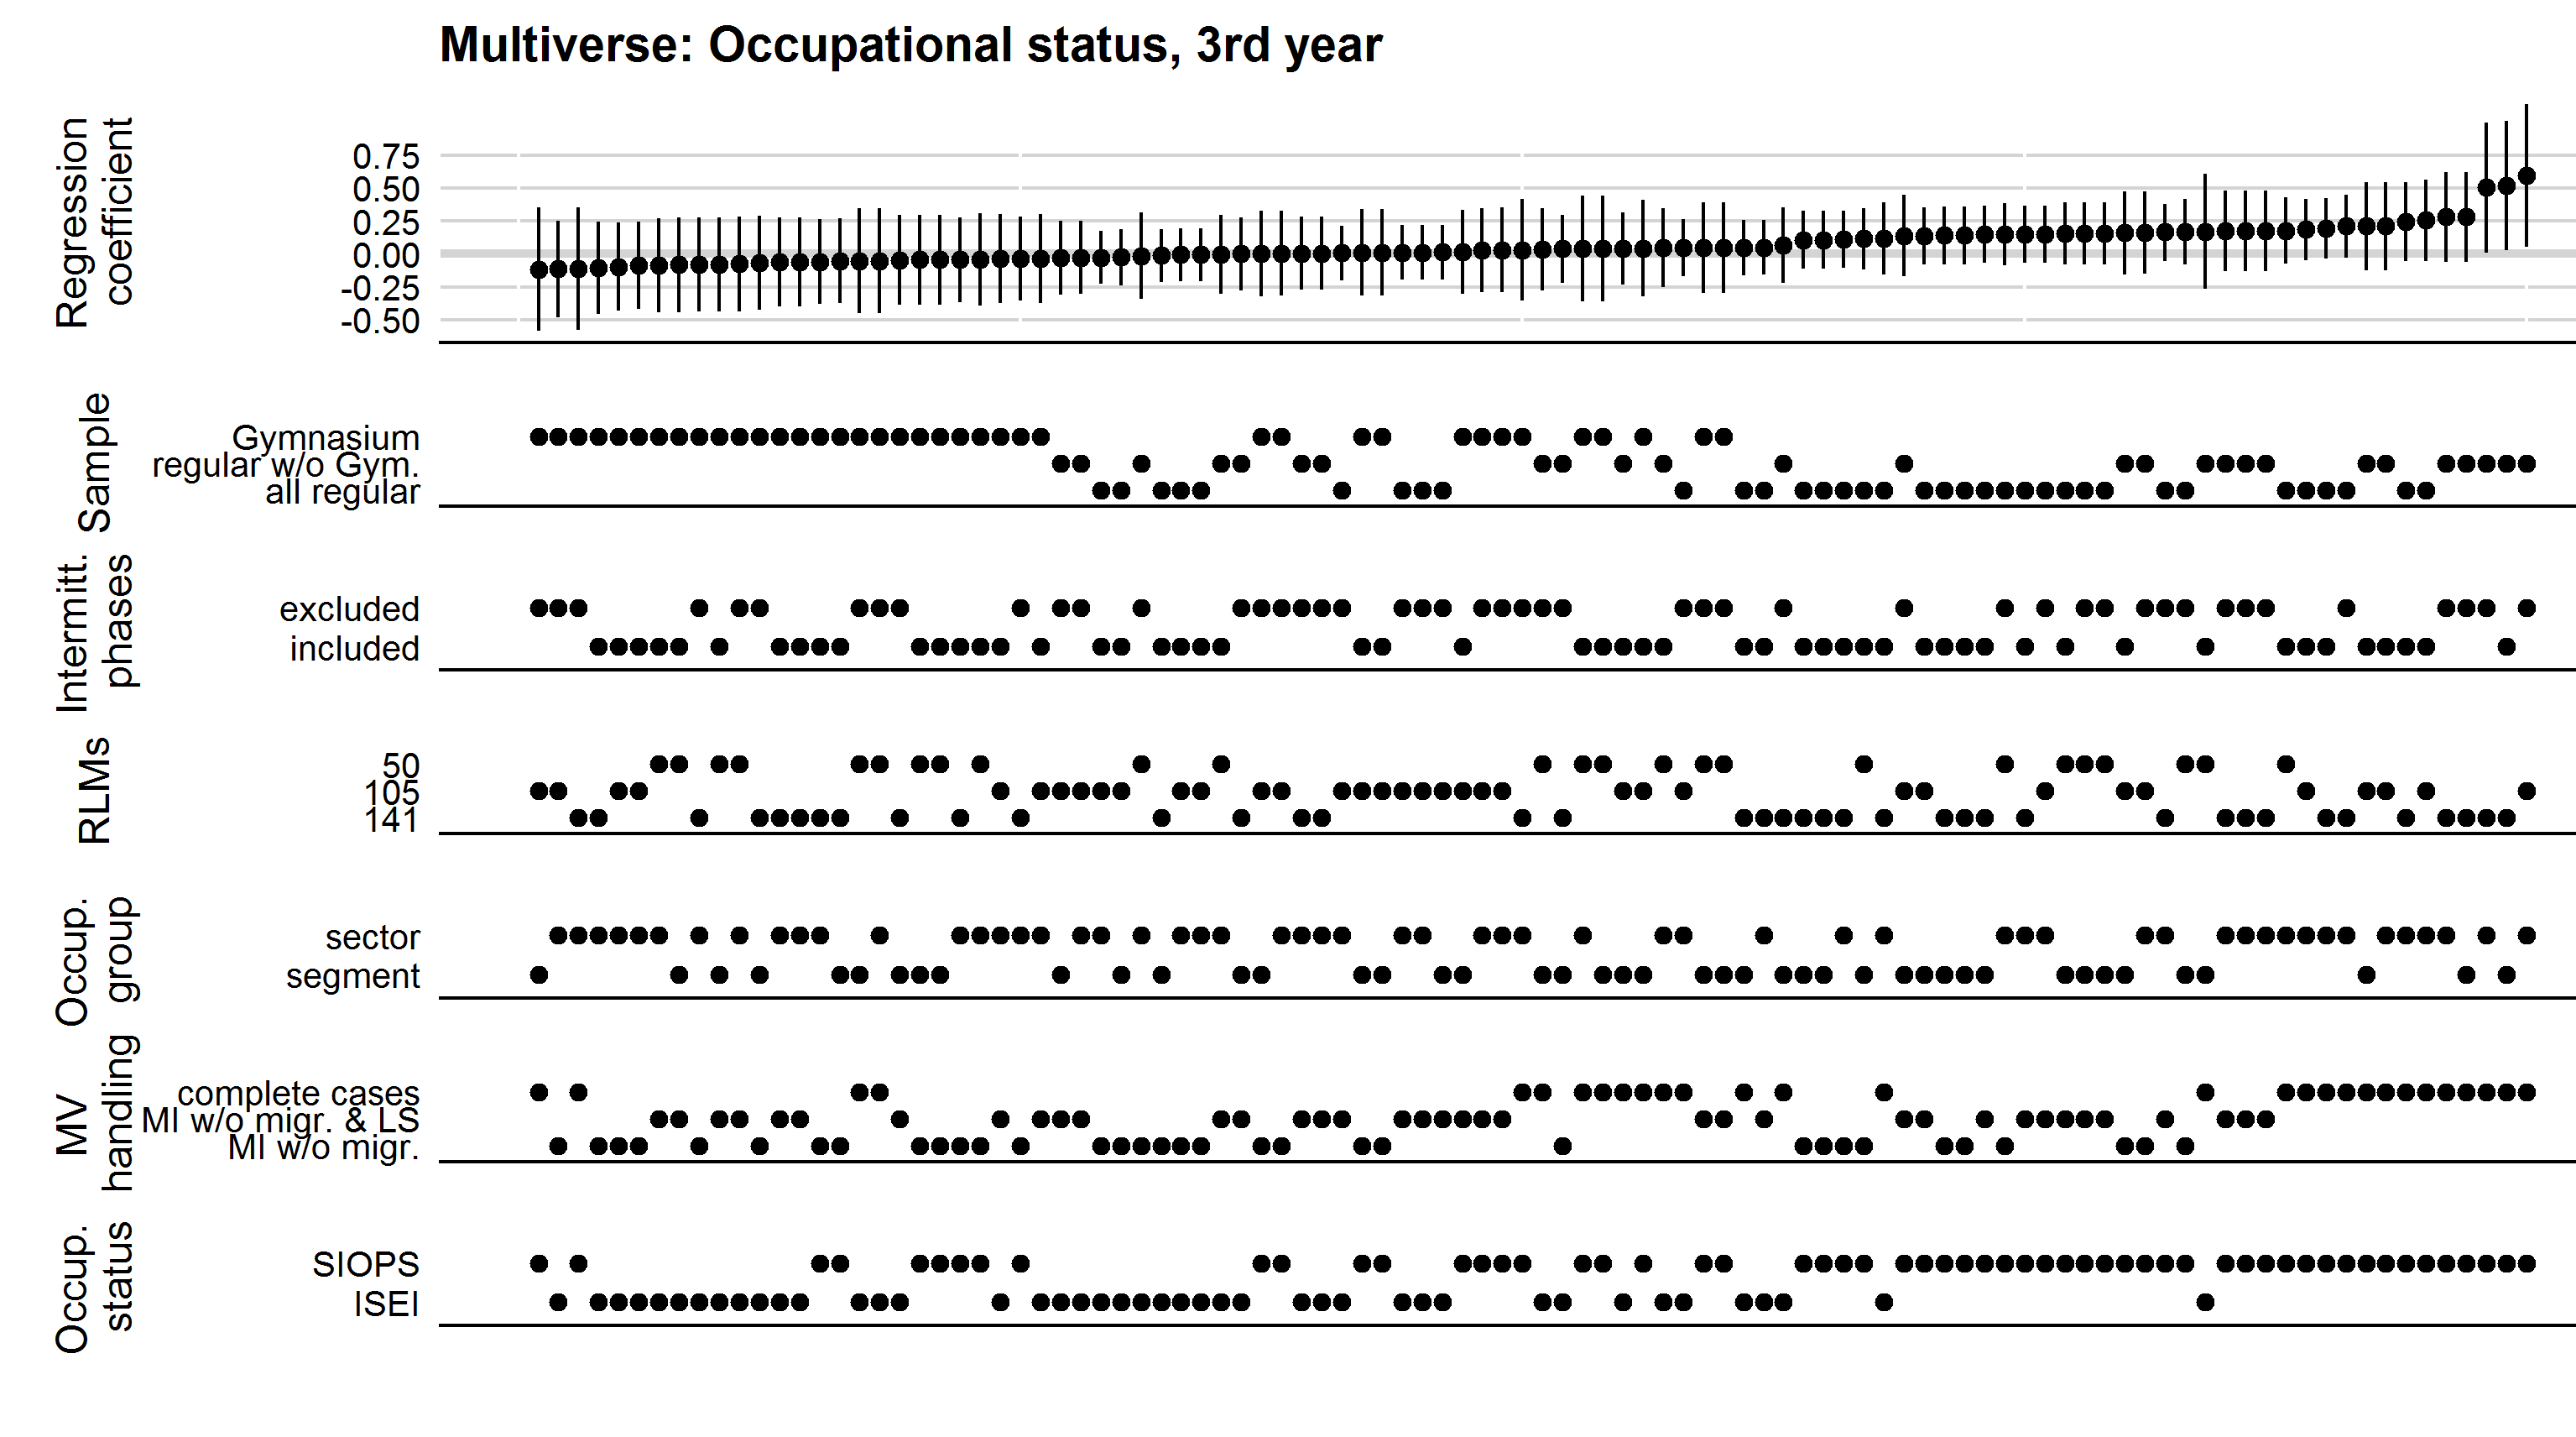 Multiverse: Occupational status, 3rd year
Regression
coefficient
0.75
0.50
0.25
0.00
-0.25
-0.50
Sample
Gymnasium
regular w/o Gym.
all regular
Intermitt.
phases
excluded
included
RLMs
50
105
141
Occup.
group
sector
segment
MV
handling
complete cases
MI w/o migr. & LS
MI w/o migr.
Occup.
status
SIOPS
ISEI